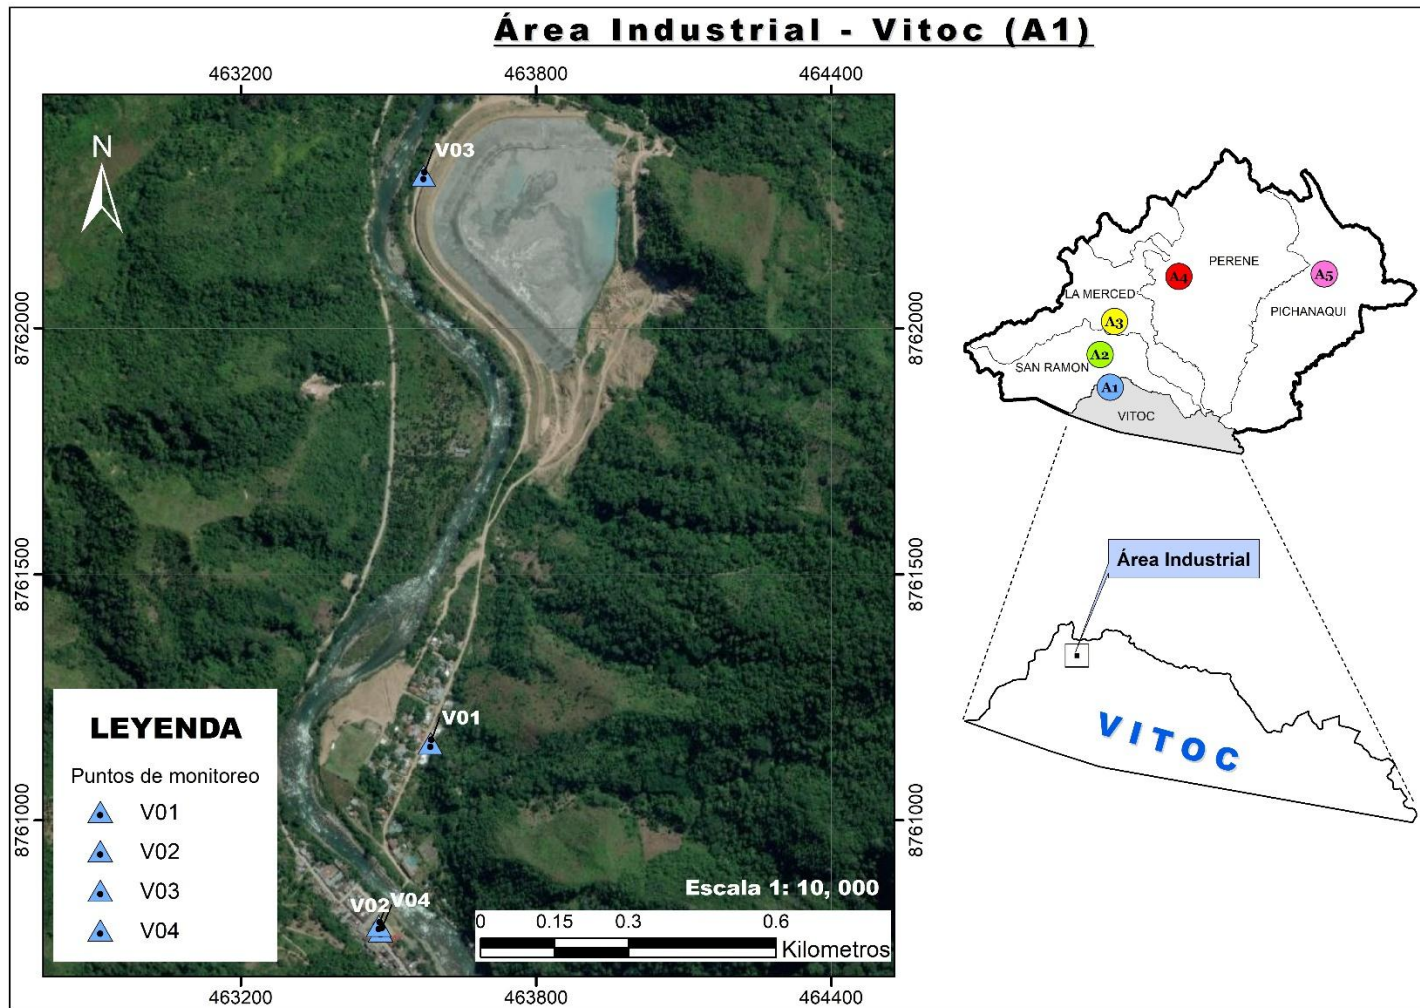 Área Industrial - Vitoc (A1)
463200
463800
464400
N
V03
8762000
8762000
8761500
8761500
V01
8761000
8761000
V02
V04
LEYENDA
Puntos de monitoreo
V01
V02
V03
V04
Escala 1: 10, 000
0 0.15 0.3 0.6
Kilometros
463200
463800
464400
PERENE
A4
A5
LA MERCED
PICHANAQUI
A3
A2
SAN RAMON
A1
VITOC
Área Industrial
VITOC